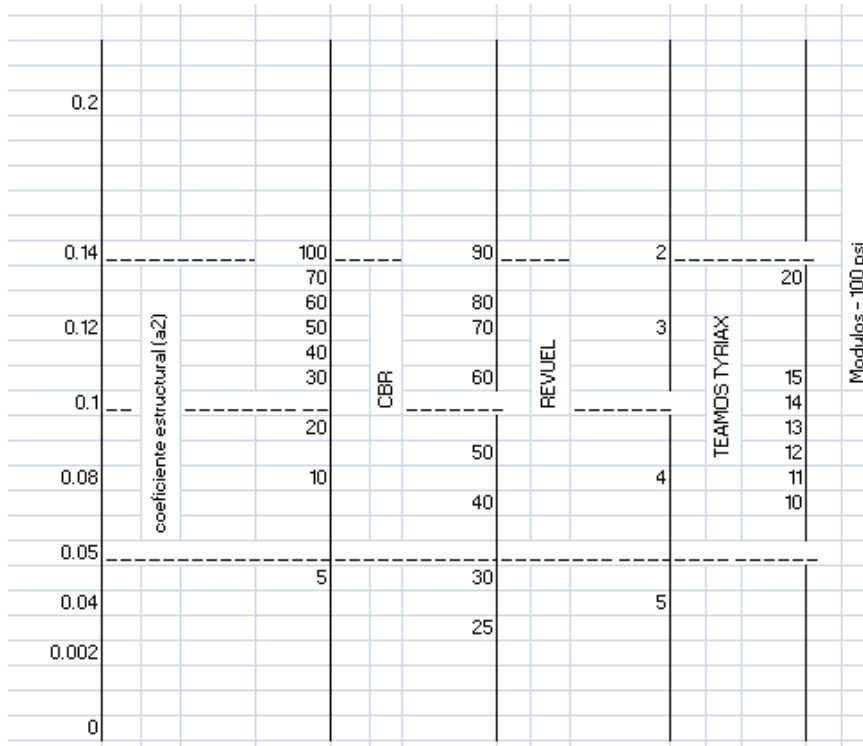 0.2
0.14 100 90 2
70 20
60 80
0.12 50 70 3
40
30 60 15
0.1 14
20 13
50 12
0.08 10 4 11
40 10
0.05
5 30
0.04 5
25
0.002
0
coeficiente estructural (a2)
CBR
REVUEL
TEAMOS TYRIAX
Modulos - 100 psi